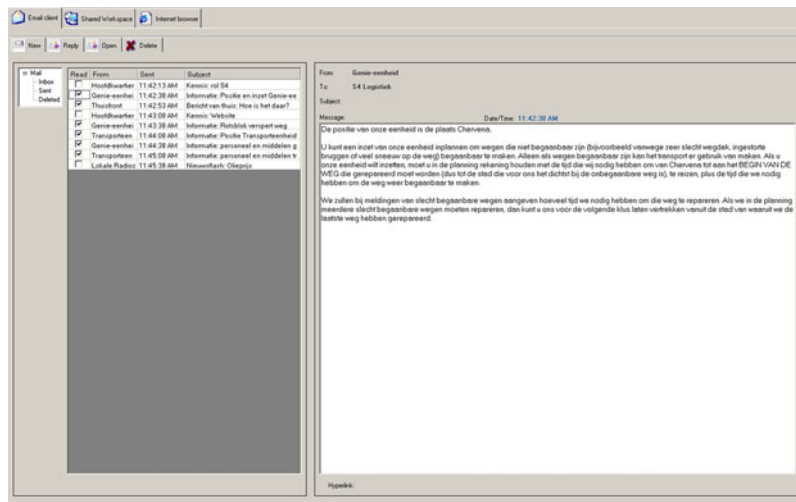 Email client
Shared Workspace
Internet browser
New
Reply
Open
Delete
Mail
Inbox
Sent
Deleted
Read From Sent Subject
Hoofdkwartier 11:42:13 AM Kennis: rol S4
Genie-eenhei 11:42:38 AM Informatie: Positie en inzet Genie-ee
Thuisfront 11:42:53 AM Bericht van thuis: Hoe is het daar?
Hoofdkwartier 11:43:08 AM Kennis: Website
Genie-eenhei 11:43:38 AM Informatie: Rotsblok verspert weg
Transporteen 11:44:08 AM Informatie: Positie Transporteenheid
Genie-eenhei 11:44:38 AM Informatie: personeel en middelen g
Transporteen 11:45:08 AM Informatie: personeel en middelen tr
Lokale Radioz 11:45:38 AM Nieuwsflash: Olieprijs
From: Genie-eenheid
To: S4 Logistiek
Subject:
Message: Date/Time: 11:42:38 AM
De positie van onze eenheid is de plaats Chervena.
U kunt een inzet van onze eenheid inplannen om wegen die niet begaanbaar zijn (bijvoorbeeld vanwege zeer slecht wegdek, ingestorte
bruggen of veel sneeuw op de weg) begaanbaar te maken. Alleen als wegen begaanbaar zijn kan het transport er gebruik van maken. Als u
onze eenheid wilt inzetten, moet u in de planning rekening houden met de tijd die wij nodig hebben om van Chervena tot aan het BEGIN VAN DE
WEG die gerepareerd moet worden (dus tot de stad die voor ons het dichtst bij de onbegaanbare weg is), te reizen, plus de tijd die we nodig
hebben om de weg weer begaanbaar te maken.
We zullen bij meldingen van slecht begaanbare wegen aangeven hoeveel tijd we nodig hebben om die weg te repareren. Als we in de planning
meerdere slecht begaanbare wegen moeten repareren, dan kunt u ons voor de volgende klus laten vertrekken vanuit de stad van waaruit we de
laatste weg hebben gerepareerd.
Hyperlink: